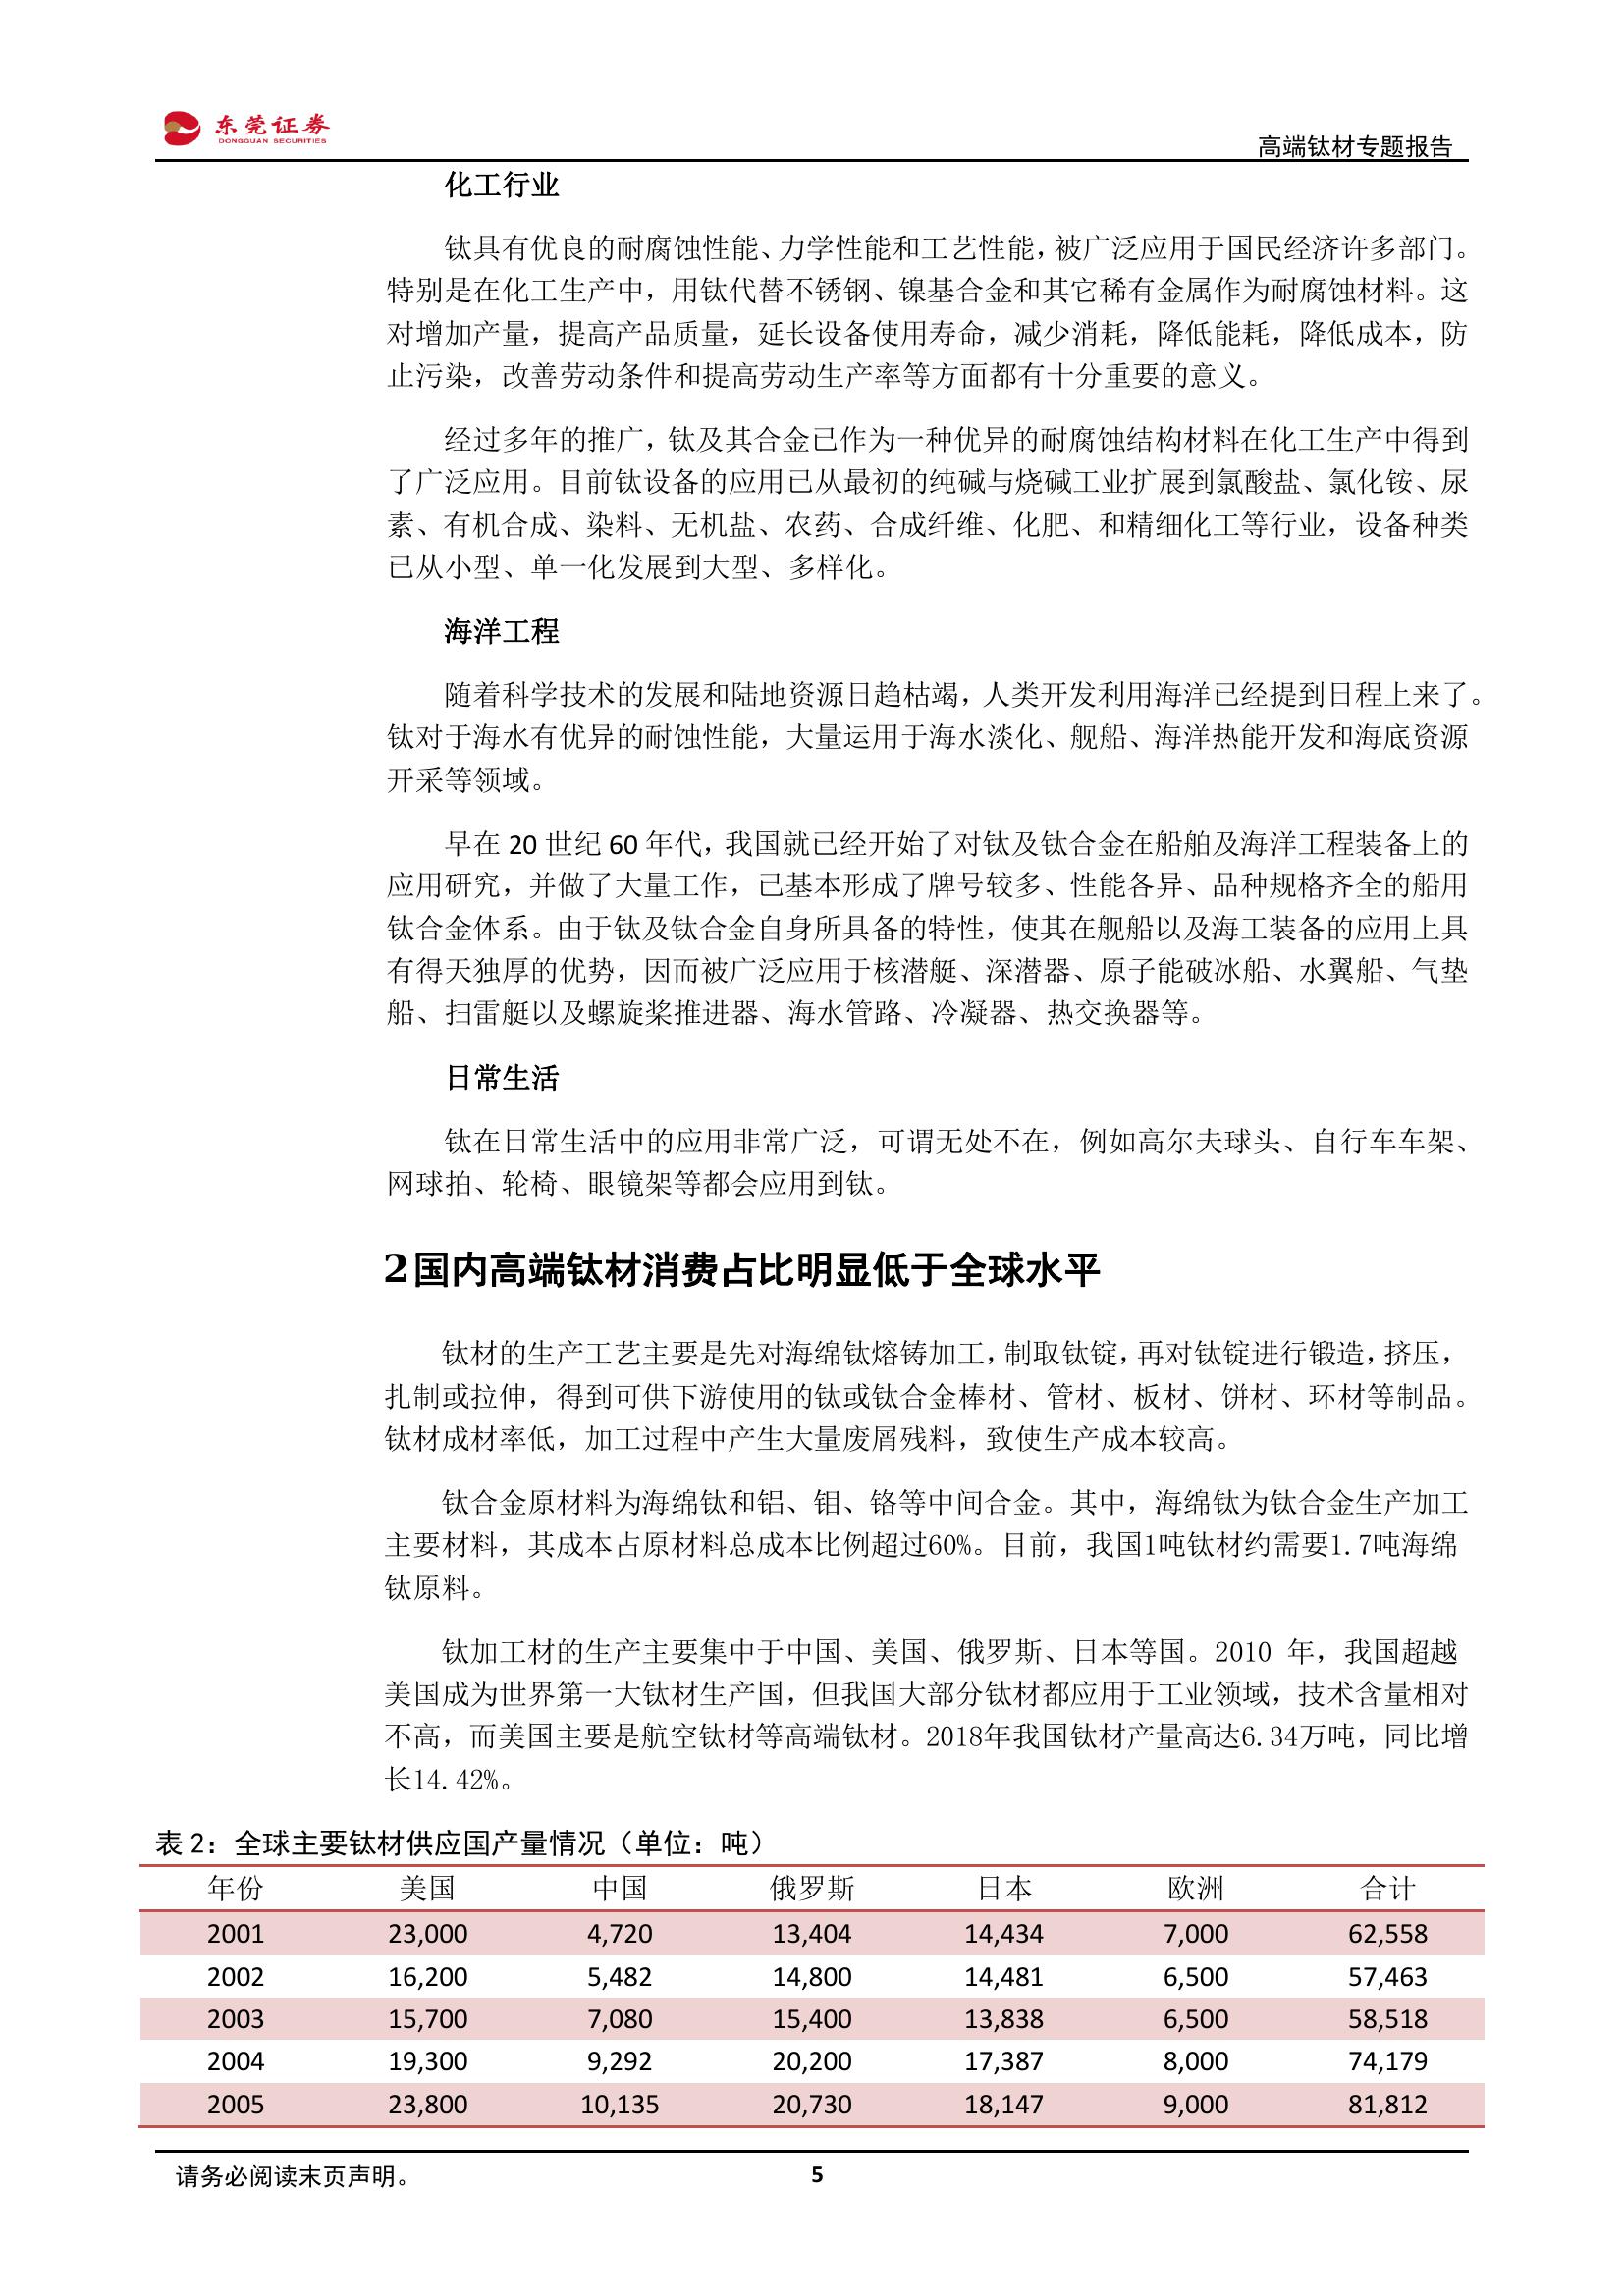 东莞证券
DONGGUAN SECURITIES
高端钛材专题报告
化工行业
钛具有优良的耐腐蚀性能、力学性能和工艺性能，被广泛应用于国民经济许多部门。
特别是在化工生产中，用钛代替不锈钢、镍基合金和其它稀有金属作为耐腐蚀材料。这
对增加产量，提高产品质量，延长设备使用寿命，减少消耗，降低能耗，降低成本，防
止污染，改善劳动条件和提高劳动生产率等方面都有十分重要的意义。
经过多年的推广，钛及其合金已作为一种优异的耐腐蚀结构材料在化工生产中得到
了广泛应用。目前钛设备的应用已从最初的纯碱与烧碱工业扩展到氯酸盐、氯化铵、尿
素、有机合成、染料、无机盐、农药、合成纤维、化肥、和精细化工等行业，设备种类
已从小型、单一化发展到大型、多样化。
海洋工程
随着科学技术的发展和陆地资源日趋枯竭，人类开发利用海洋已经提到日程上来了。
钛对于海水有优异的耐蚀性能，大量运用于海水淡化、舰船、海洋热能开发和海底资源
开采等领域。
早在 20 世纪 60 年代，我国就已经开始了对钛及钛合金在船舶及海洋工程装备上的
应用研究，并做了大量工作，已基本形成了牌号较多、性能各异、品种规格齐全的船用
钛合金体系。由于钛及钛合金自身所具备的特性，使其在舰船以及海工装备的应用上具
有得天独厚的优势，因而被广泛应用于核潜艇、深潜器、原子能破冰船、水翼船、气垫
船、扫雷艇以及螺旋桨推进器、海水管路、冷凝器、热交换器等。
日常生活
钛在日常生活中的应用非常广泛，可谓无处不在，例如高尔夫球头、自行车车架、
网球拍、轮椅、眼镜架等都会应用到钛。
2国内高端钛材消费占比明显低于全球水平
钛材的生产工艺主要是先对海绵钛熔铸加工，制取钛锭，再对钛锭进行锻造，挤压，
扎制或拉伸，得到可供下游使用的钛或钛合金棒材、管材、板材、饼材、环材等制品。
钛材成材率低，加工过程中产生大量废屑残料，致使生产成本较高。
钛合金原材料为海绵钛和铝、钼、铬等中间合金。其中，海绵钛为钛合金生产加工
主要材料，其成本占原材料总成本比例超过60%。目前，我国1吨钛材约需要1.7吨海绵
钛原料。
钛加工材的生产主要集中于中国、美国、俄罗斯、日本等国。2010 年，我国超越
美国成为世界第一大钛材生产国，但我国大部分钛材都应用于工业领域，技术含量相对
不高，而美国主要是航空钛材等高端钛材。2018年我国钛材产量高达6.34万吨，同比增
长14.42%。
表 2：全球主要钛材供应国产量情况（单位：吨）
年份 美国 中国 俄罗斯 日本 欧洲 合计
2001 23,000 4,720 13,404 14,434 7,000 62,558
2002 16,200 5,482 14,800 14,481 6,500 57,463
2003 15,700 7,080 15,400 13,838 6,500 58,518
2004 19,300 9,292 20,200 17,387 8,000 74,179
2005 23,800 10,135 20,730 18,147 9,000 81,812
请务必阅读末页声明。
5